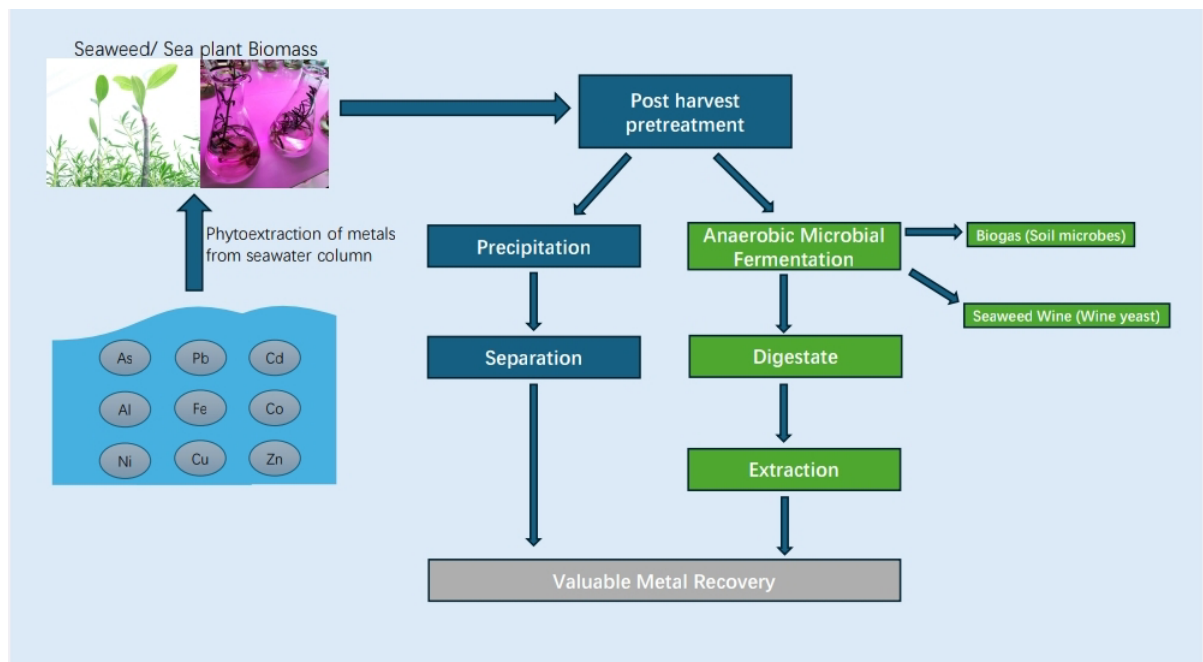 Seaweed/ Sea plant Biomass
Post harvest
pretreatment
Phytoextraction of metals
from seawater column
Precipitation
Anaerobic Microbial
Fermentation
Biogas (Soil microbes)
Seaweed Wine (Wine yeast)
Separation
Digestate
As
Pb
Cd
Al
Fe
Co
Ni
Cu
Zn
Extraction
Valuable Metal Recovery